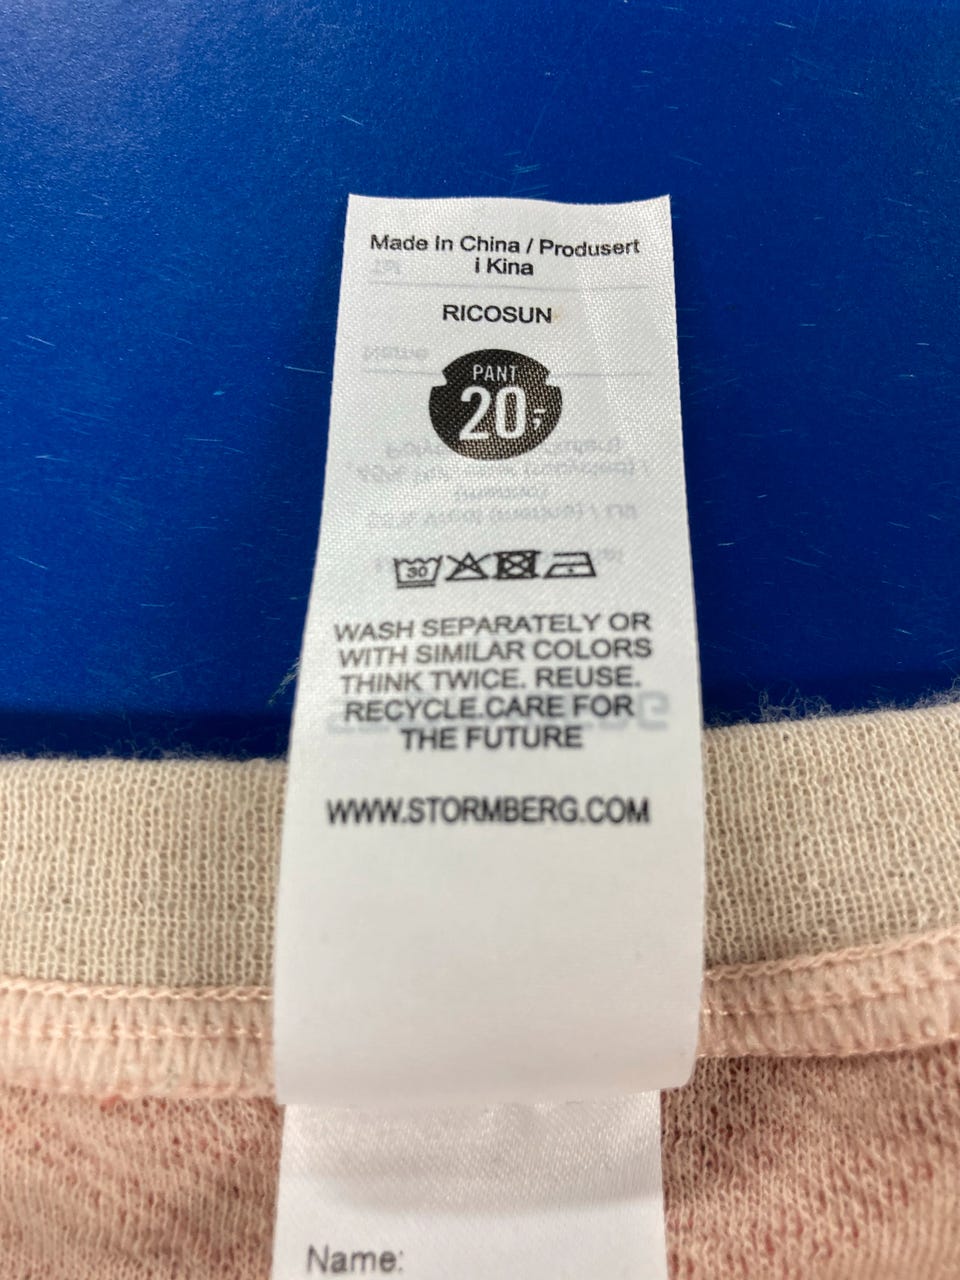 Made In China / Produsert
i Kina
RICOSUN
PANT
20,-
30
WASH SEPARATELY OR
WITH SIMILAR COLORS
THINK TWICE. REUSE.
RECYCLE.CARE FOR
THE FUTURE
WWW.STORMBERG.COM
Name: